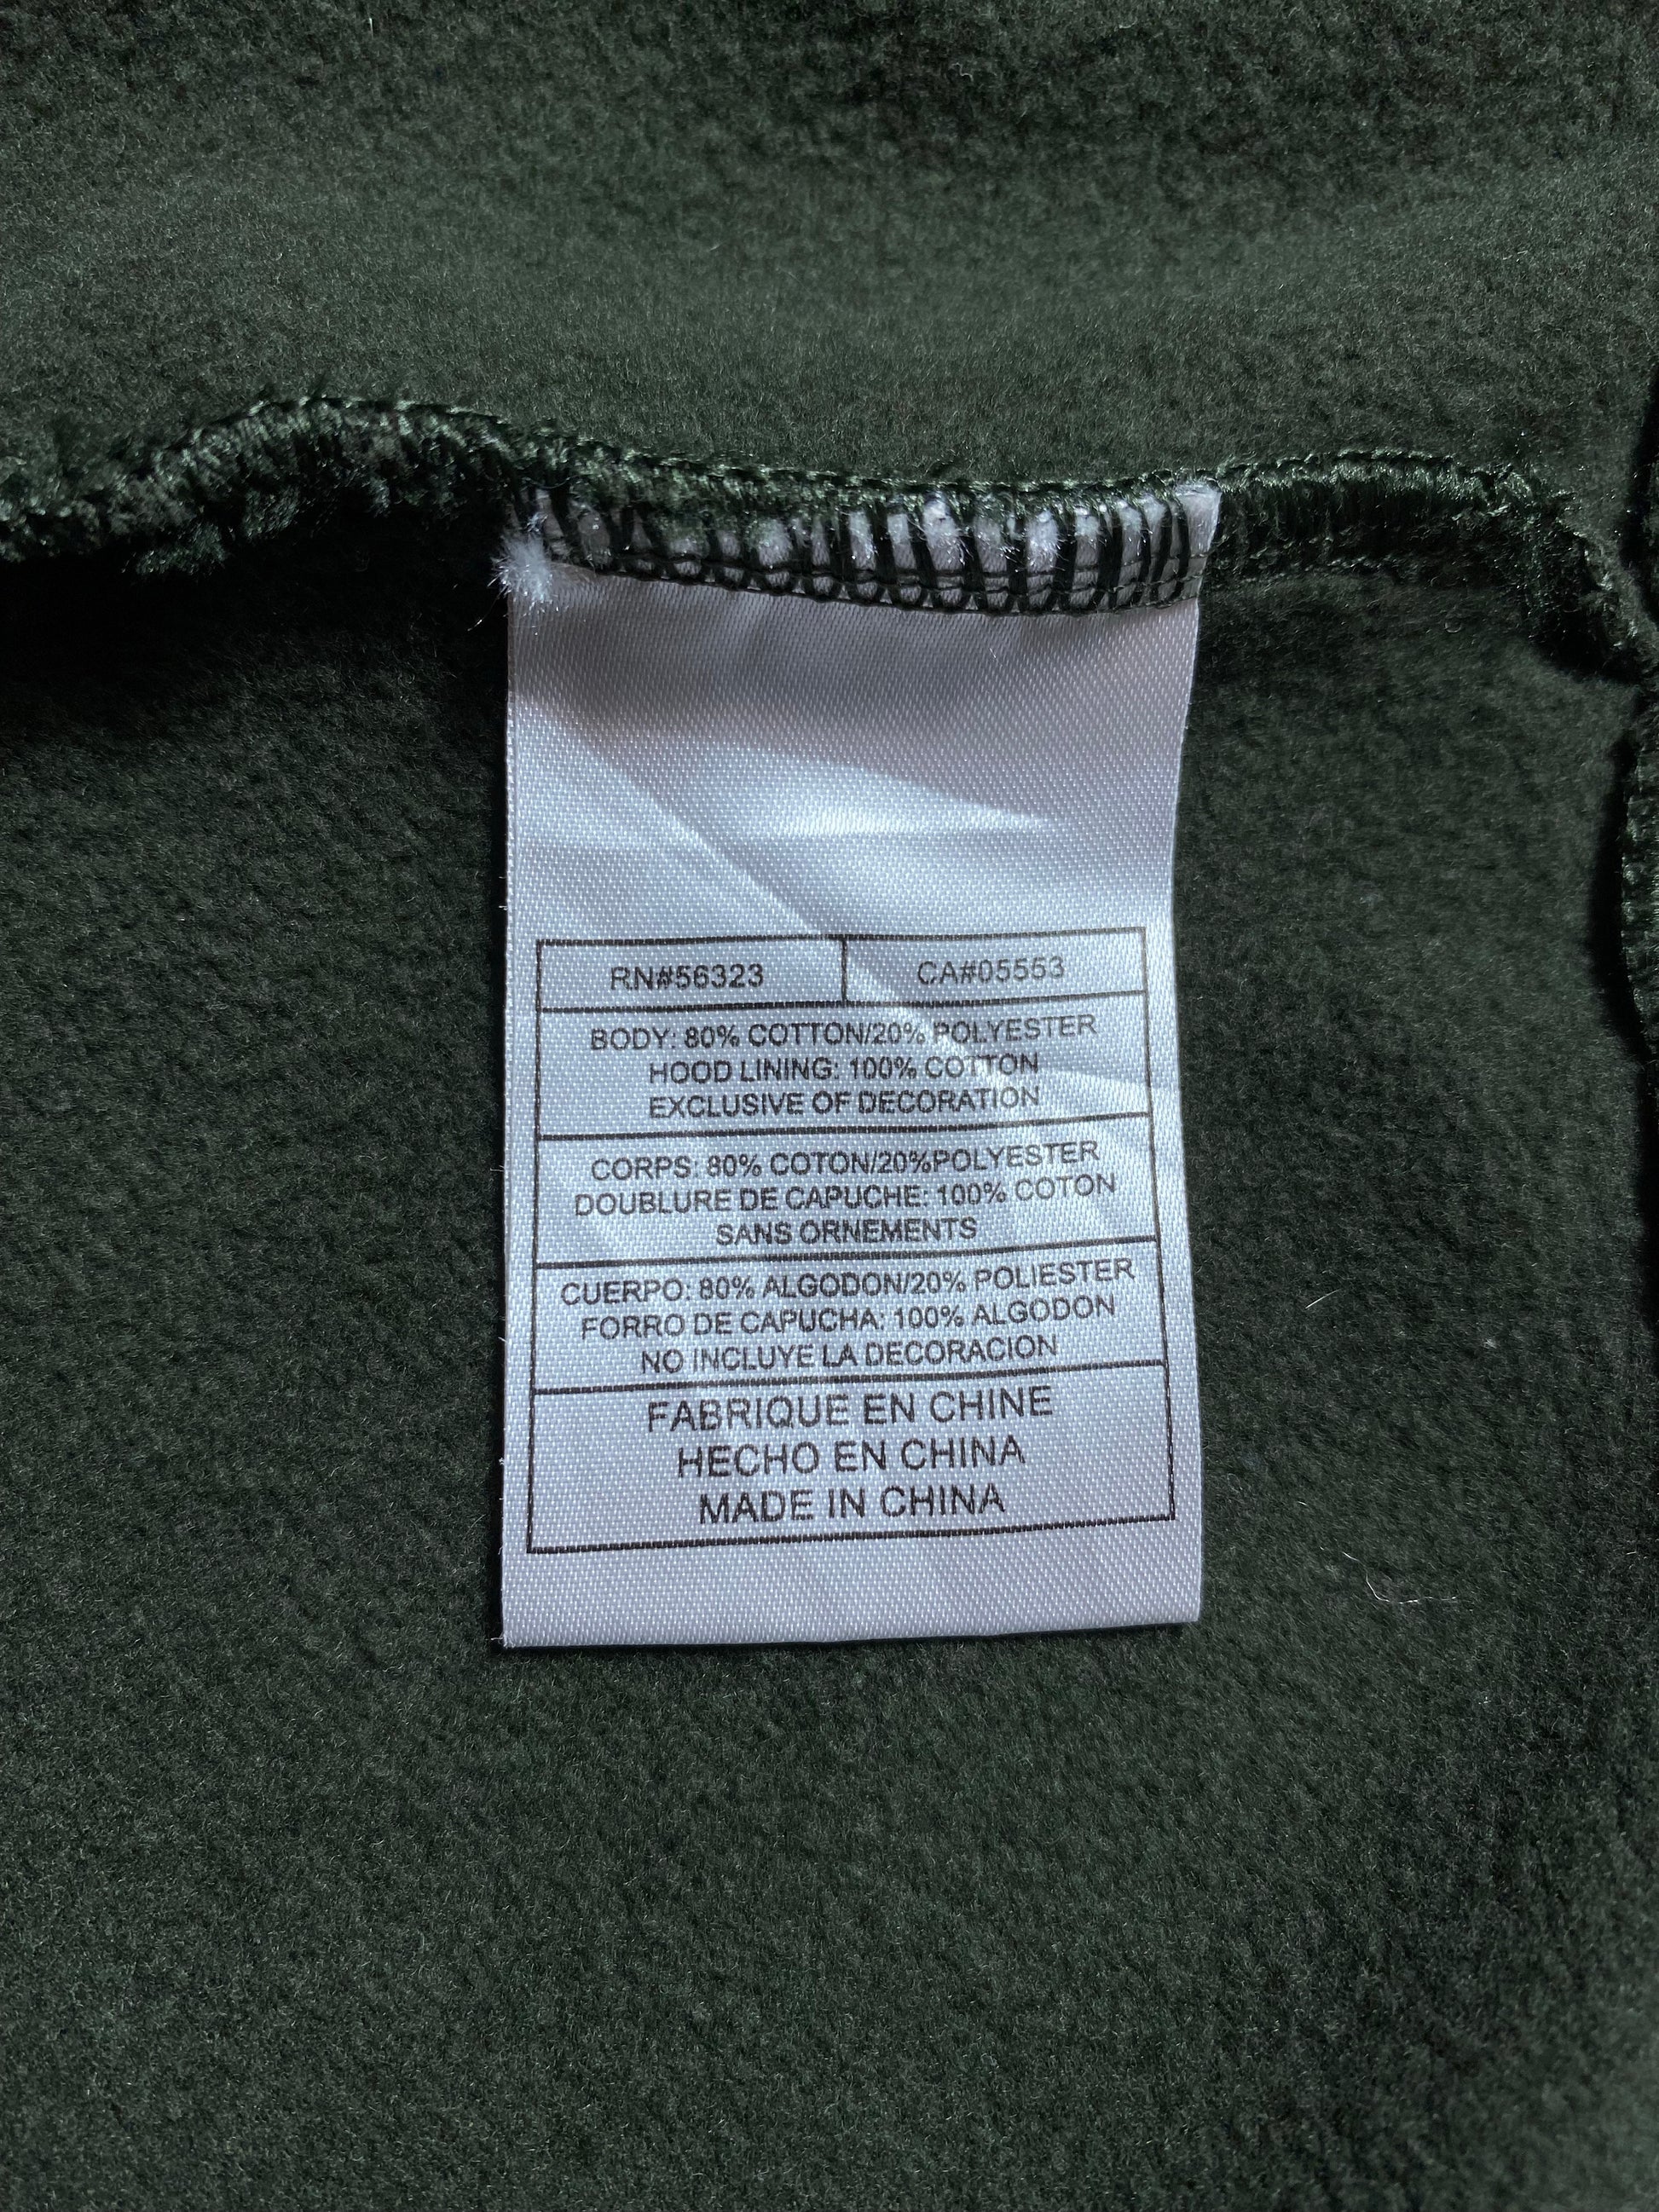 RN#56323 CA#05553
BODY: 80% COTTON/20% POLYESTER
HOOD LINING: 100% COTTON
EXCLUSIVE OF DECORATION
CORPS: 80% COTON/20%POLYESTER
DOUBLURE DE CAPUCHE: 100% COTON
SANS ORNEMENTS
CUERPO: 80% ALGODON/20% POLIESTER
FORRO DE CAPUCHA: 100% ALGODON
NO INCLUYE LA DECORACION
FABRIQUE EN CHINE
HECHO EN CHINA
MADE IN CHINA